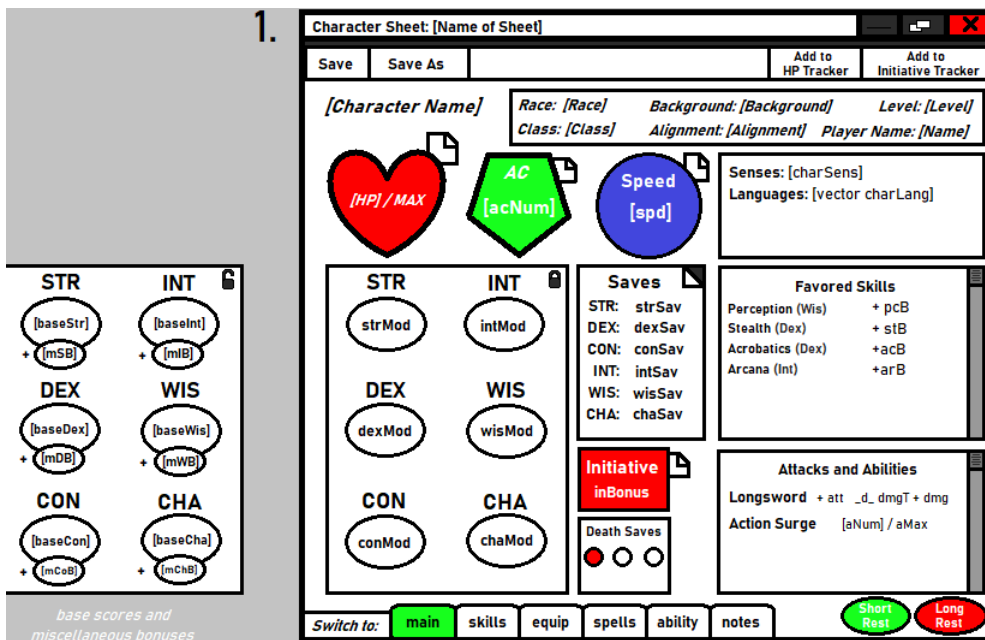 1.
Character Sheet: [Name of Sheet]
Save Save As Add to HP Tracker Add to Initiative Tracker
[Character Name]
Race: [Race] Background: [Background] Level: [Level]
Class: [Class] Alignment: [Alignment] Player Name: [Name]
[HP] / MAX
AC
[acNum]
Speed
[spd]
Senses: [charSens]
Languages: [vector charLang]
STR INT
[baseStr] [baseInt]
+ [mSB] + [mIB]
DEX WIS
[baseDex] [baseWis]
+ [mDB] + [mWB]
CON CHA
[baseCon] [baseCha]
+ [mCoB] + [mChB]
base scores and
miscellaneous bonuses
STR INT
strMod intMod
DEX WIS
dexMod wisMod
CON CHA
conMod chaMod
Saves
STR: strSav
DEX: dexSav
CON: conSav
INT: intSav
WIS: wisSav
CHA: chaSav
Initiative
inBonus
Death Saves
Favored Skills
Perception (Wis) + pcB
Stealth (Dex) + stB
Acrobatics (Dex) +acB
Arcana (Int) +arB
Attacks and Abilities
Longsword + att _d_ dmgT + dmg
Action Surge [aNum] / aMax
Switch to: main skills equip spells ability notes
Short Rest
Long Rest